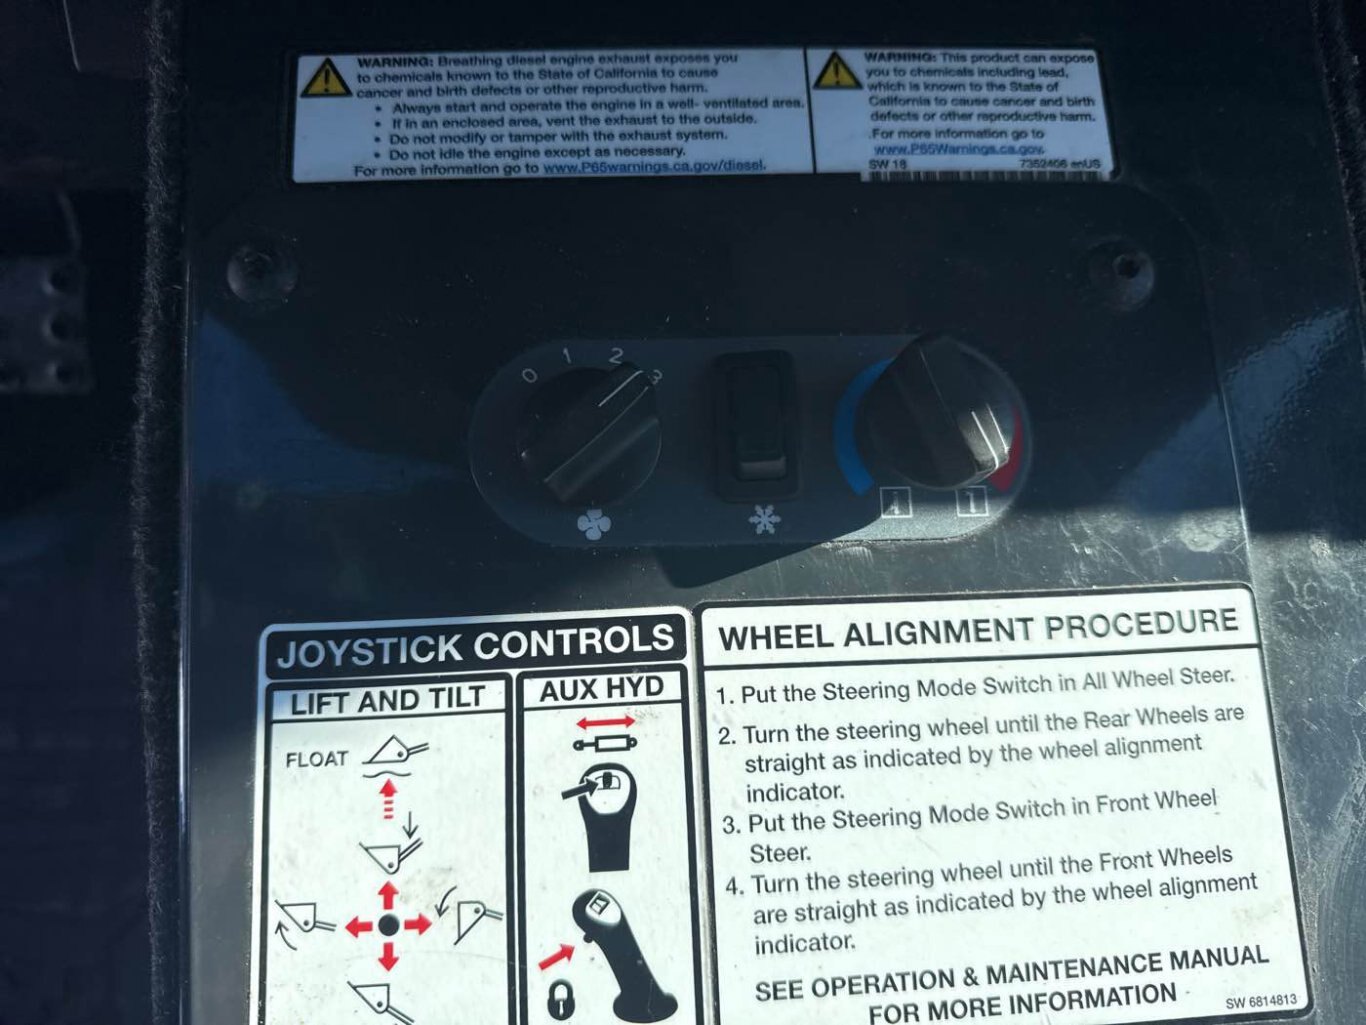 WARNING: Breathing diesel engine exhaust exposes you
to chemicals known to the State of California to cause
cancer and birth defects or other reproductive harm.
• Always start and operate the engine in a well- ventilated area.
• If in an enclosed area, vent the exhaust to the outside.
• Do not modify or tamper with the exhaust system.
• Do not idle the engine except as necessary.
For more information go to www.P65warnings.ca.gov/diesel.
WARNING: This product can expose
you to chemicals including lead,
which is known to the State of
California to cause cancer and birth
defects or other reproductive harm.
For more information go to
www.P65Warnings.ca.gov.
SW 18 7352466 enUS
0 1 2 3
JOYSTICK CONTROLS
LIFT AND TILT
FLOAT
AUX HYD
WHEEL ALIGNMENT PROCEDURE
1. Put the Steering Mode Switch in All Wheel Steer.
2. Turn the steering wheel until the Rear Wheels are
straight as indicated by the wheel alignment
indicator.
3. Put the Steering Mode Switch in Front Wheel
Steer.
4. Turn the steering wheel until the Front Wheels
are straight as indicated by the wheel alignment
indicator.
SEE OPERATION & MAINTENANCE MANUAL
FOR MORE INFORMATION
SW 6814813